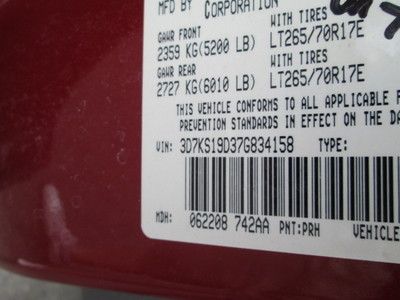 MFD BY CORPORATION
GAWR FRONT WITH TIRES
2359 KG(5200 LB) LT265/70R17E
GAWR REAR WITH TIRES
2727 KG(6010 LB) LT265/70R17E
THIS VEHICLE CONFORMS TO ALL APPLICABLE
PREVENTION STANDARDS IN EFFECT ON THE DA
VIN: 3D7KS19D37G834158 TYPE:
MDH: 062208 742AA PNT:PRH VEHICLE